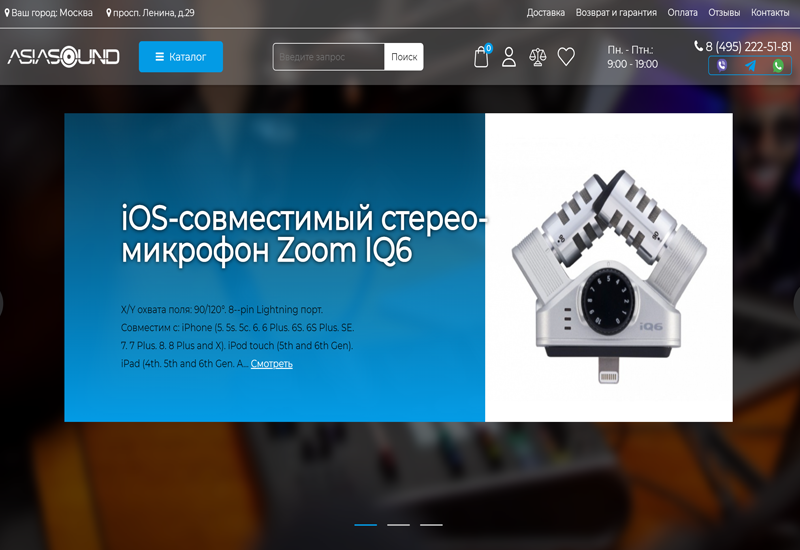 Ваш город: Москва просп. Ленина, д.29 Доставка Возврат и гарантия Оплата Отзывы Контакты
ASIASOUND Каталог Введите запрос Поиск 0 Пн. - Птн.: 8 (495) 222-51-81
9:00 - 19:00
iOS-совместимый стерео-
микрофон Zoom IQ6
X/Y охвата поля: 90/120°. 8--pin Lightning порт.
Совместим с: iPhone (5, 5s, 5c, 6, 6 Plus, 6S, 6S Plus, SE,
7, 7 Plus, 8, 8 Plus and X), iPod touch (5th and 6th Gen),
iPad (4th, 5th and 6th Gen. A... Смотреть
iQ6